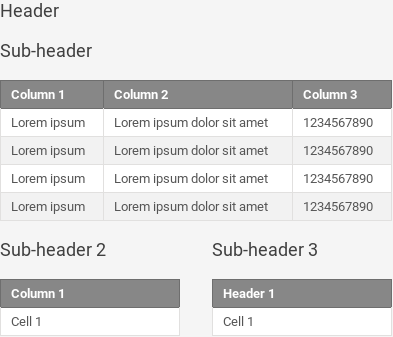 Header
Sub-header
Column 1 Column 2 Column 3
Lorem ipsum Lorem ipsum dolor sit amet 1234567890
Lorem ipsum Lorem ipsum dolor sit amet 1234567890
Lorem ipsum Lorem ipsum dolor sit amet 1234567890
Lorem ipsum Lorem ipsum dolor sit amet 1234567890
Sub-header 2
Column 1
Cell 1
Sub-header 3
Header 1
Cell 1